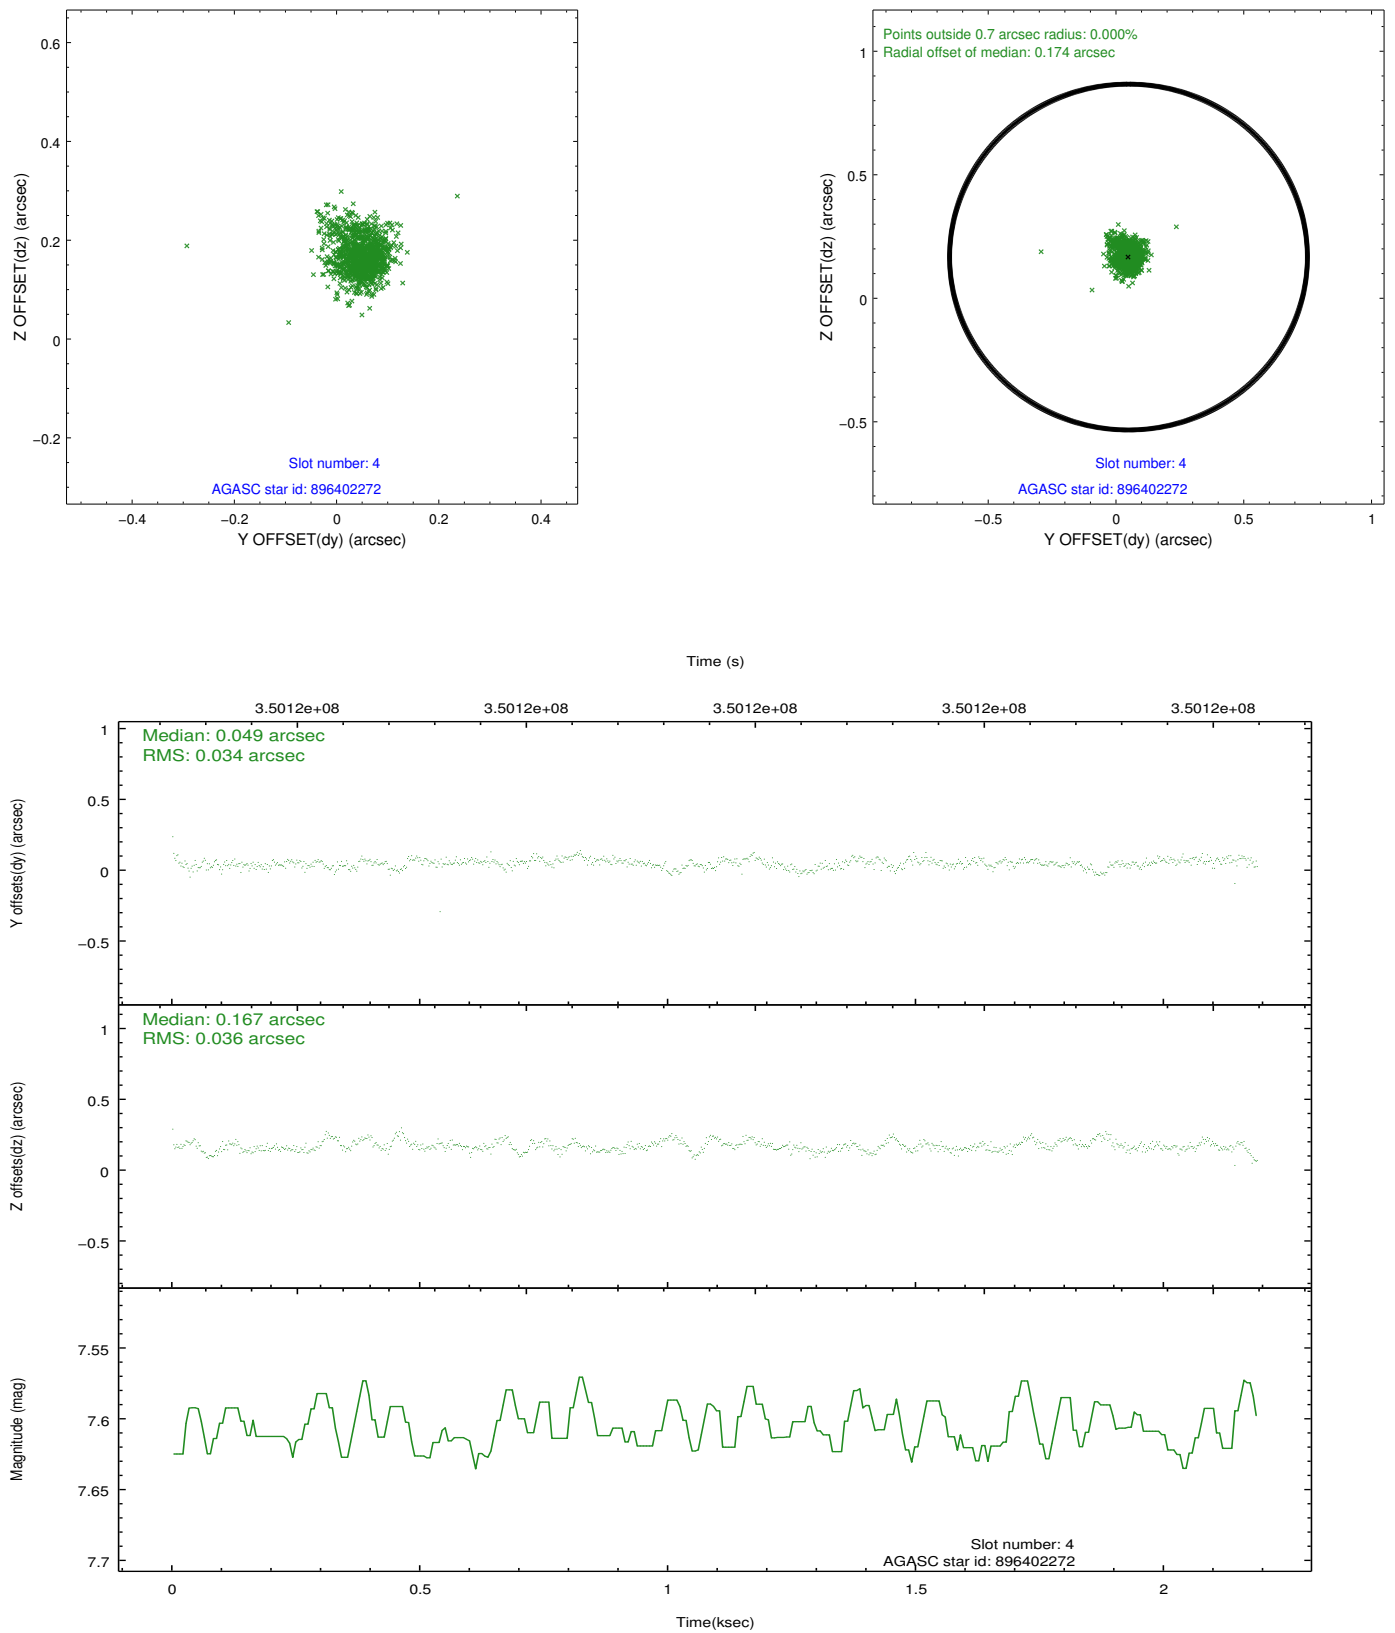 0.6
0.4
0.2
0
−0.2
Z OFFSET(dz) (arcsec)
Slot number: 4
AGASC star id: 896402272
−0.4
−0.2
0
0.2
0.4
Y OFFSET(dy) (arcsec)
Points outside 0.7 arcsec radius: 0.000%
Radial offset of median: 0.174 arcsec
1
0.5
0
−0.5
Z OFFSET(dz) (arcsec)
Slot number: 4
AGASC star id: 896402272
−0.5
0
0.5
1
Y OFFSET(dy) (arcsec)
Time (s)
3.5012e+08
3.5012e+08
3.5012e+08
3.5012e+08
3.5012e+08
Median: 0.049 arcsec
RMS: 0.034 arcsec
1
0.5
0
−0.5
Y offsets(dy) (arcsec)
Median: 0.167 arcsec
RMS: 0.036 arcsec
1
0.5
0
−0.5
Z offsets(dz) (arcsec)
7.55
7.6
7.65
7.7
Magnitude (mag)
Slot number: 4
AGASC star id: 896402272
0
0.5
1
1.5
2
Time(ksec)